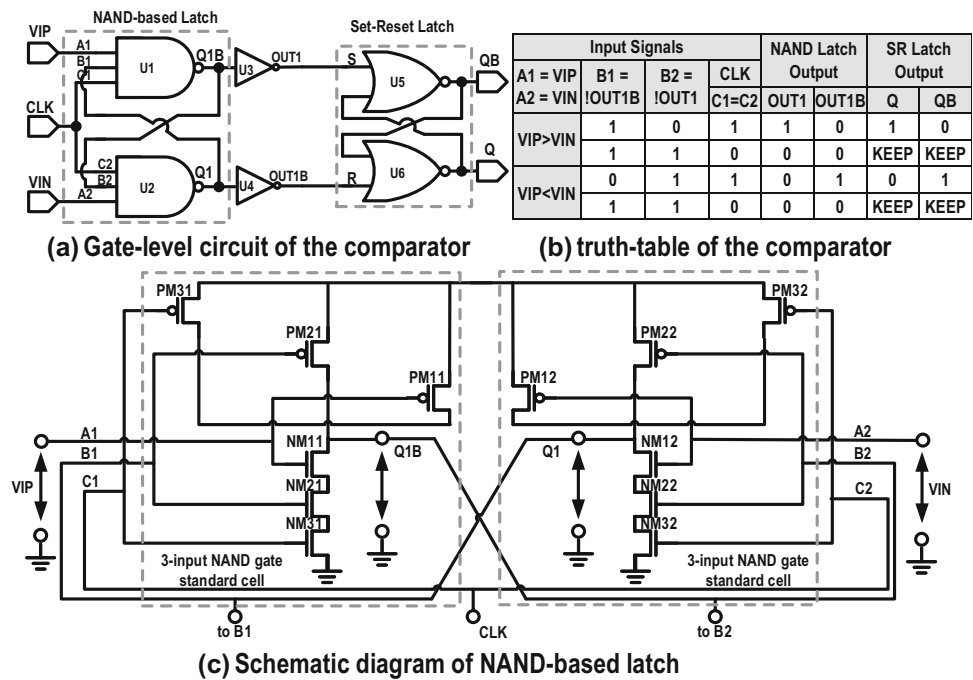 NAND-based Latch
Set-Reset Latch
VIP
A1
B1
C1
U1
Q1B
U3
OUT1
S
U5
QB
CLK
C2
B2
A2
U2
Q1
U4
OUT1B
R
U6
Q
VIN
Input Signals NAND Latch Output SR Latch Output
A1 = VIP A2 = VIN B1 = !OUT1B B2 = !OUT1 CLK
C1=C2 OUT1 OUT1B Q QB
VIP>VIN 1 0 1 1 0 1 0
1 1 0 0 0 KEEP KEEP
VIP<VIN 0 1 1 0 1 0 1
1 1 0 0 0 KEEP KEEP
(a) Gate-level circuit of the comparator
(b) truth-table of the comparator
PM31
PM32
PM21
PM22
PM11
PM12
A1
NM11
Q1B
Q1
NM12
A2
B1
B2
C1
NM21
NM22
C2
VIP
VIN
NM31
NM32
3-input NAND gate
standard cell
3-input NAND gate
standard cell
to B1
CLK
to B2
(c) Schematic diagram of NAND-based latch